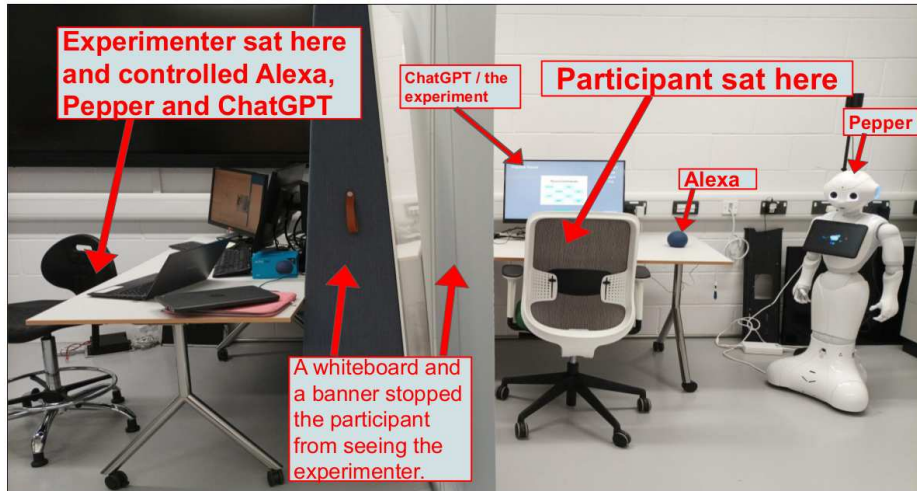 Experimenter sat here
and controlled Alexa,
Pepper and ChatGPT
ChatGPT / the
experiment
Participant sat here
Pepper
Alexa
A whiteboard and
a banner stopped
the participant
from seeing the
experimenter.